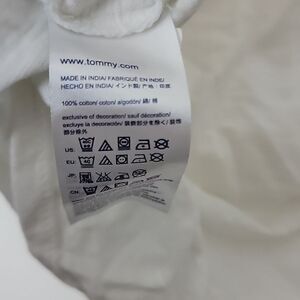 www.tommy.com
MADE IN INDIA/ FABRIQUÉ EN INDE/
HECHO EN INDIA/ インド製/ 产地：印度
100% cotton/ coton/ algodón/ 綿/ 棉
exclusive of decoration/ sauf décoration/
excluye la decoración/ 装飾部分を除く/ 装饰
部分除外
US:
EU:
JP:
CN: